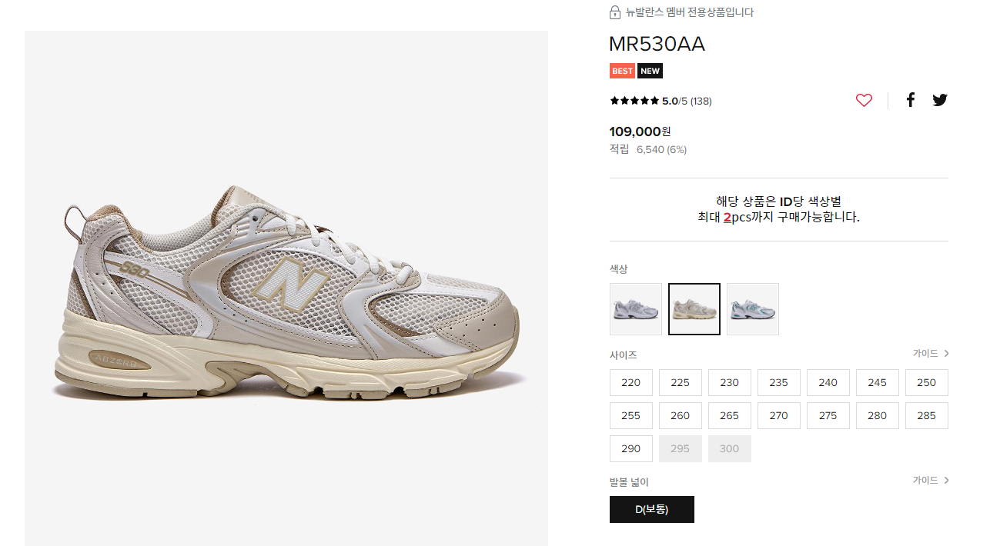 뉴발란스 멤버 전용상품입니다
MR530AA
BEST NEW
★★★★★ 5.0/5 (138)
109,000원
적립 6,540 (6%)
해당 상품은 ID당 색상별
최대 2pcs까지 구매가능합니다.
색상
530
N
ABZORB
사이즈 가이드 >
220 225 230 235 240 245 250
255 260 265 270 275 280 285
290 295 300
발볼 넓이 가이드 >
D(보통)